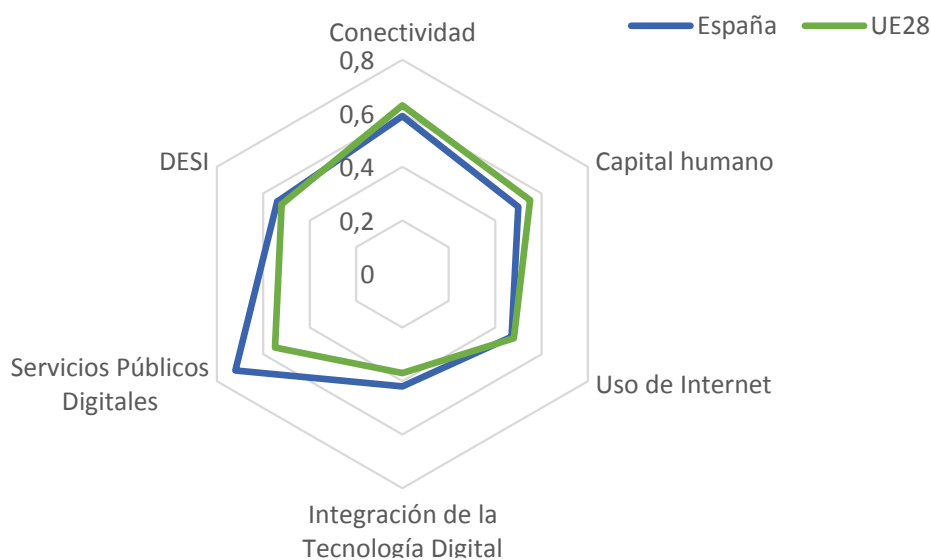 España
UE28
Conectividad
0,8
0,6
0,4
0,2
0
DESI
Capital humano
Servicios Públicos
Digitales
Uso de Internet
Integración de la
Tecnología Digital